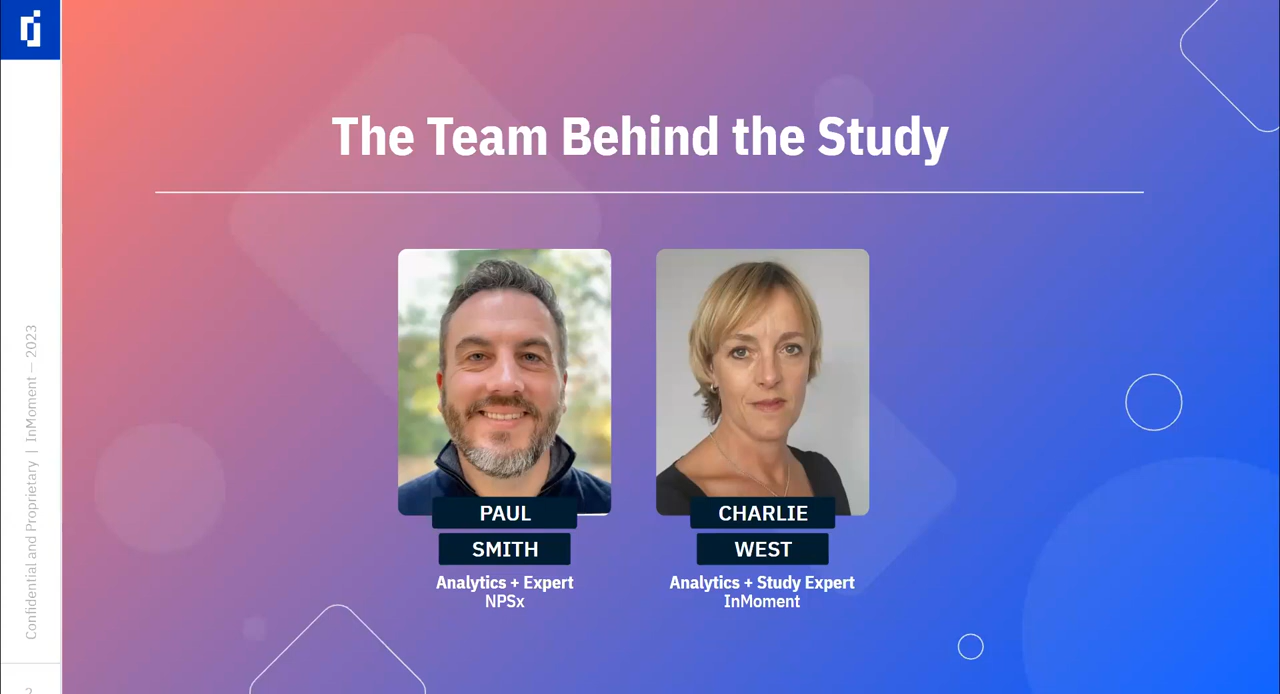 The Team Behind the Study
PAUL
SMITH
Analytics + Expert
NPSx
CHARLIE
WEST
Analytics + Study Expert
InMoment
Confidential and Proprietary | InMoment — 2023
2